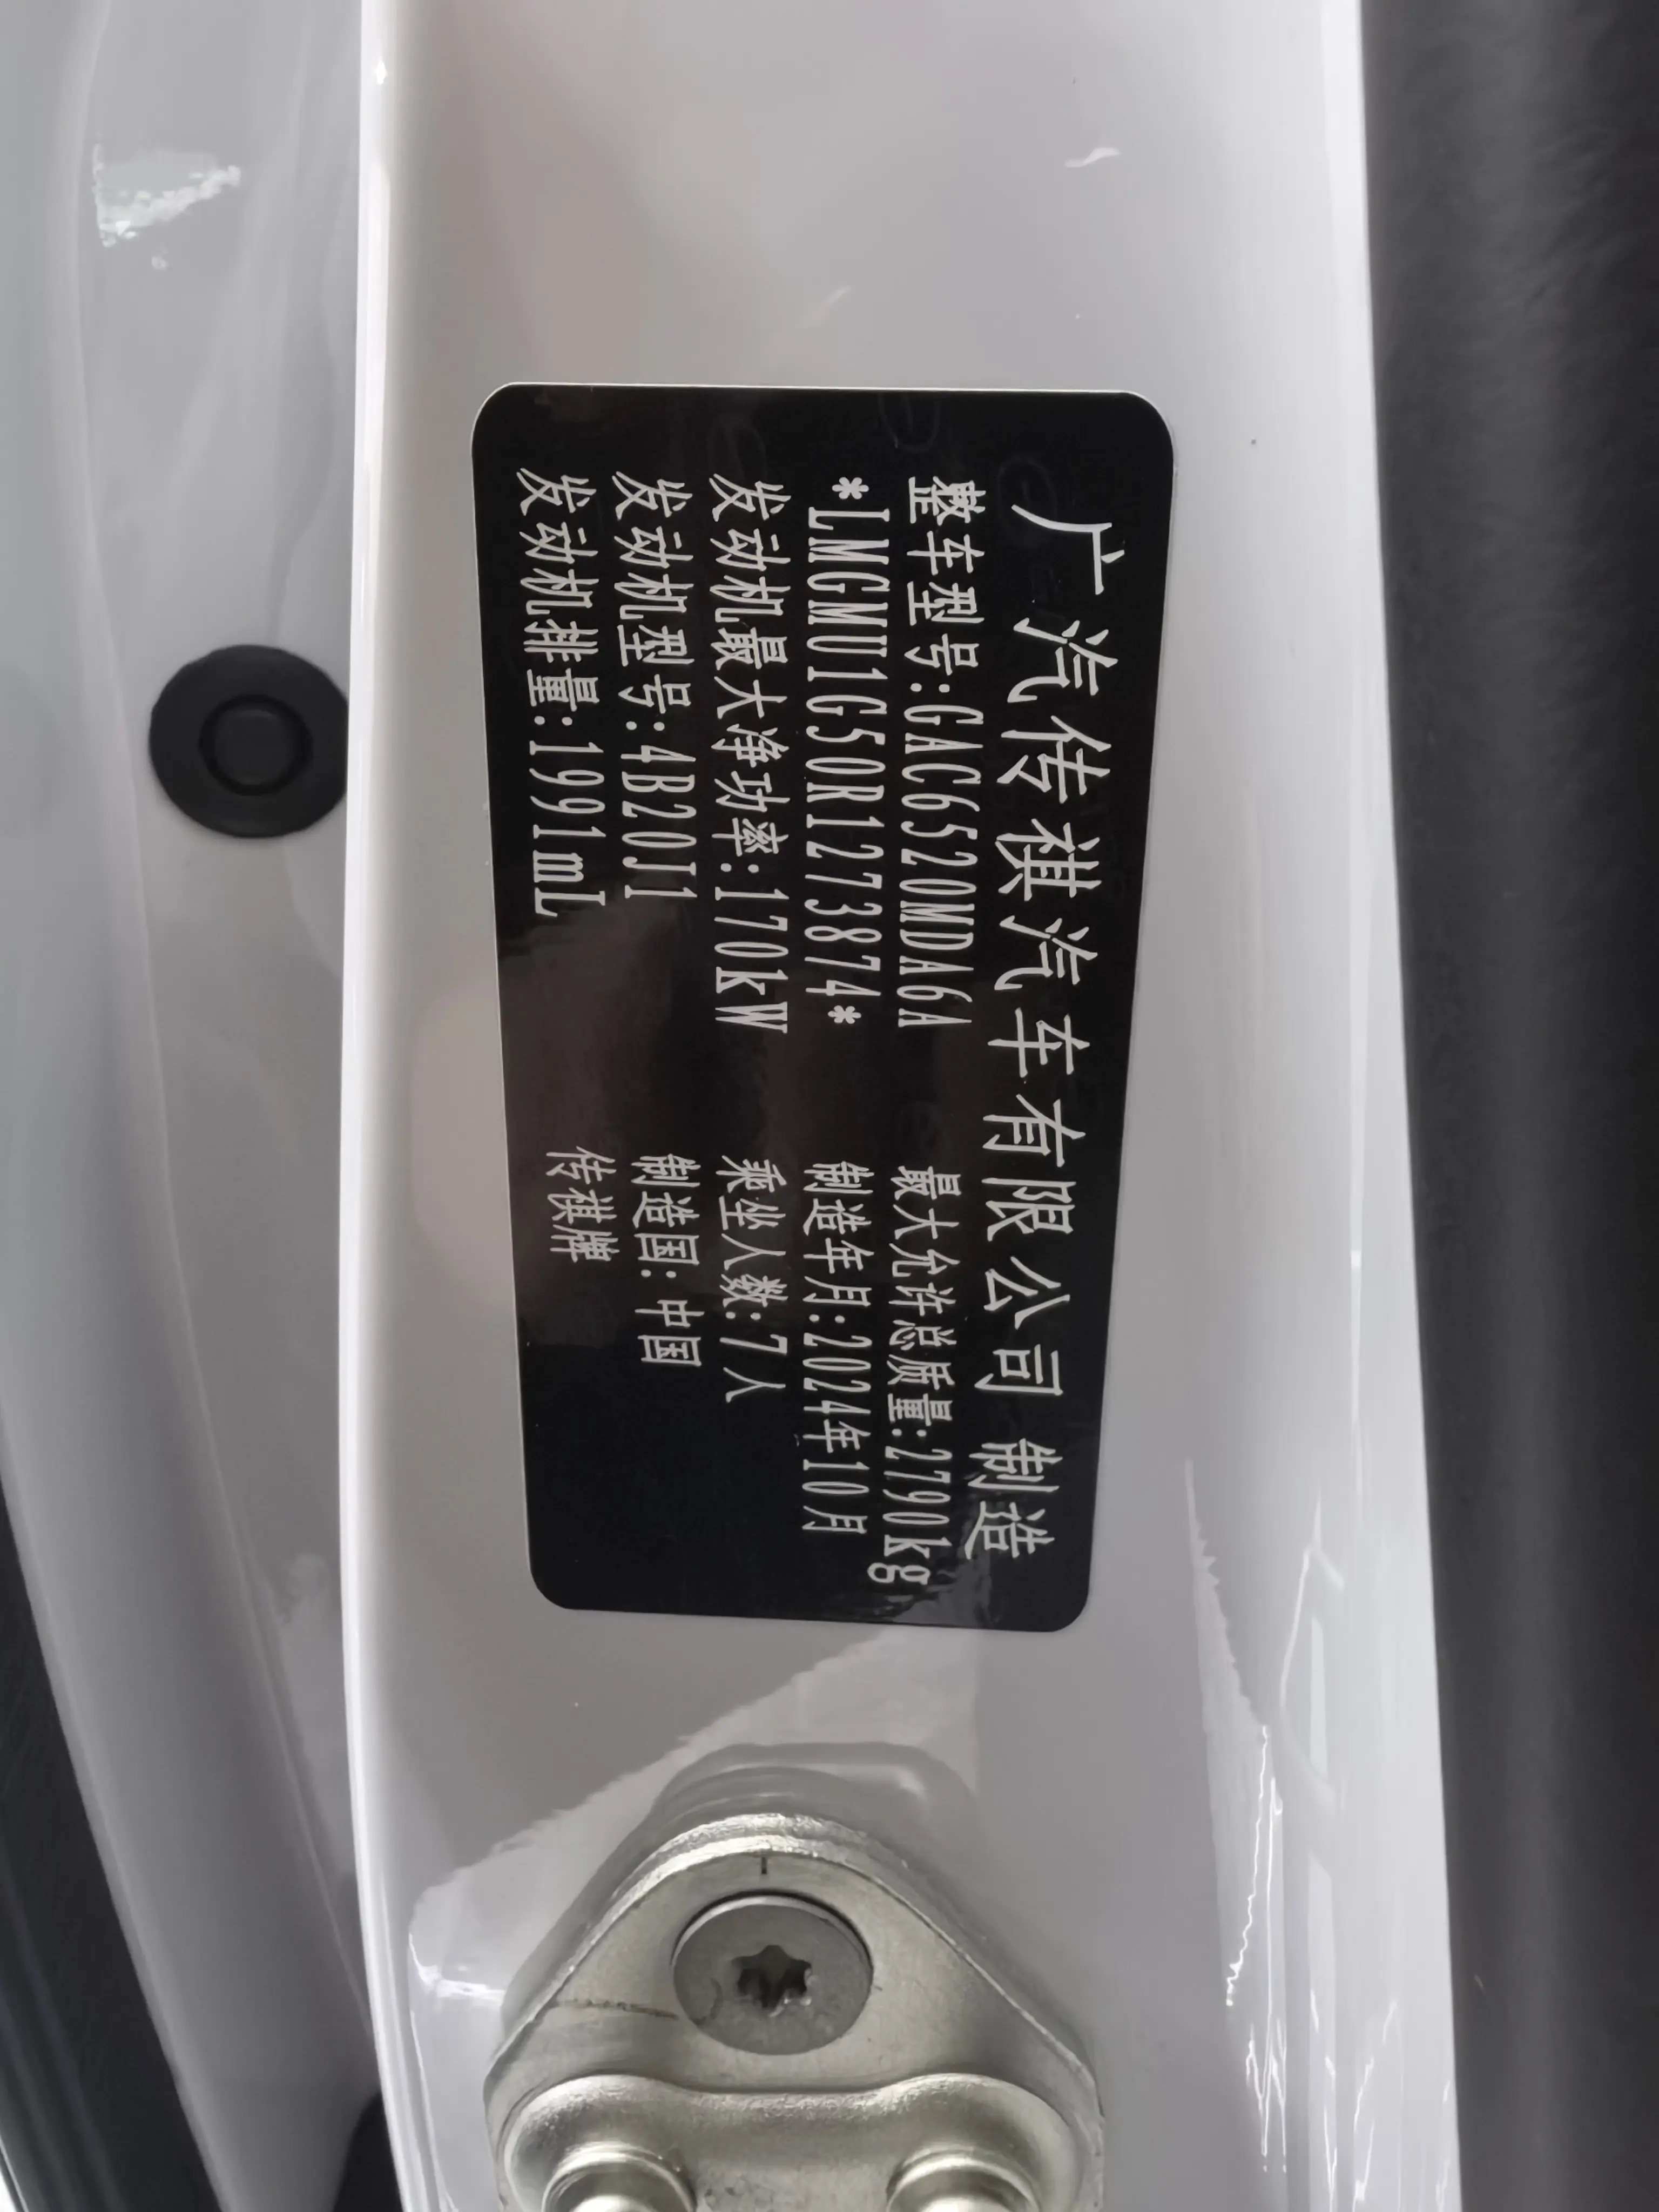 广汽传祺汽车有限公司 制造
整车型号:GAC6520MDA6A 最大允许总质量:2790kg
*LMGMU1G50R1273874* 制造年月:2024年10月
发动机最大净功率:170kW 乘坐人数:7人
发动机型号:4B20J1 制造国:中国
发动机排量:1991mL 传祺牌